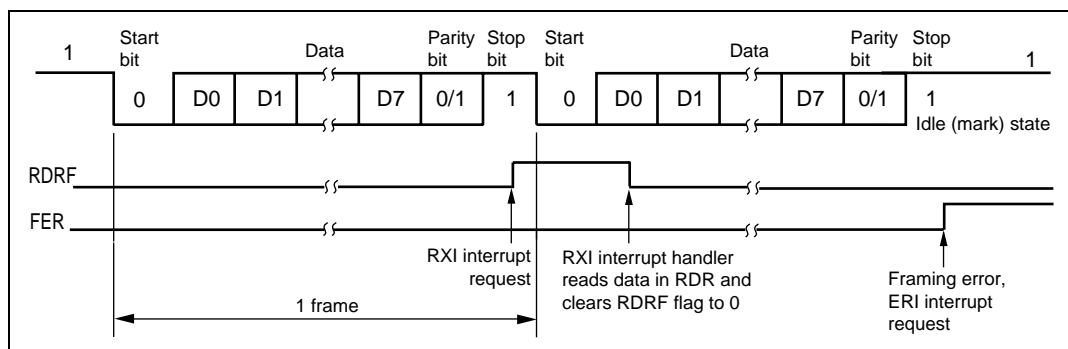 1
Start bit
Data
Parity bit
Stop bit
Start bit
Data
Parity bit
Stop bit
1
0
D0
D1
D7
0/1
1
0
D0
D1
D7
0/1
1
Idle (mark) state
RDRF
FER
RXI interrupt
request
RXI interrupt handler
reads data in RDR and
clears RDRF flag to 0
Framing error,
ERI interrupt
request
1 frame